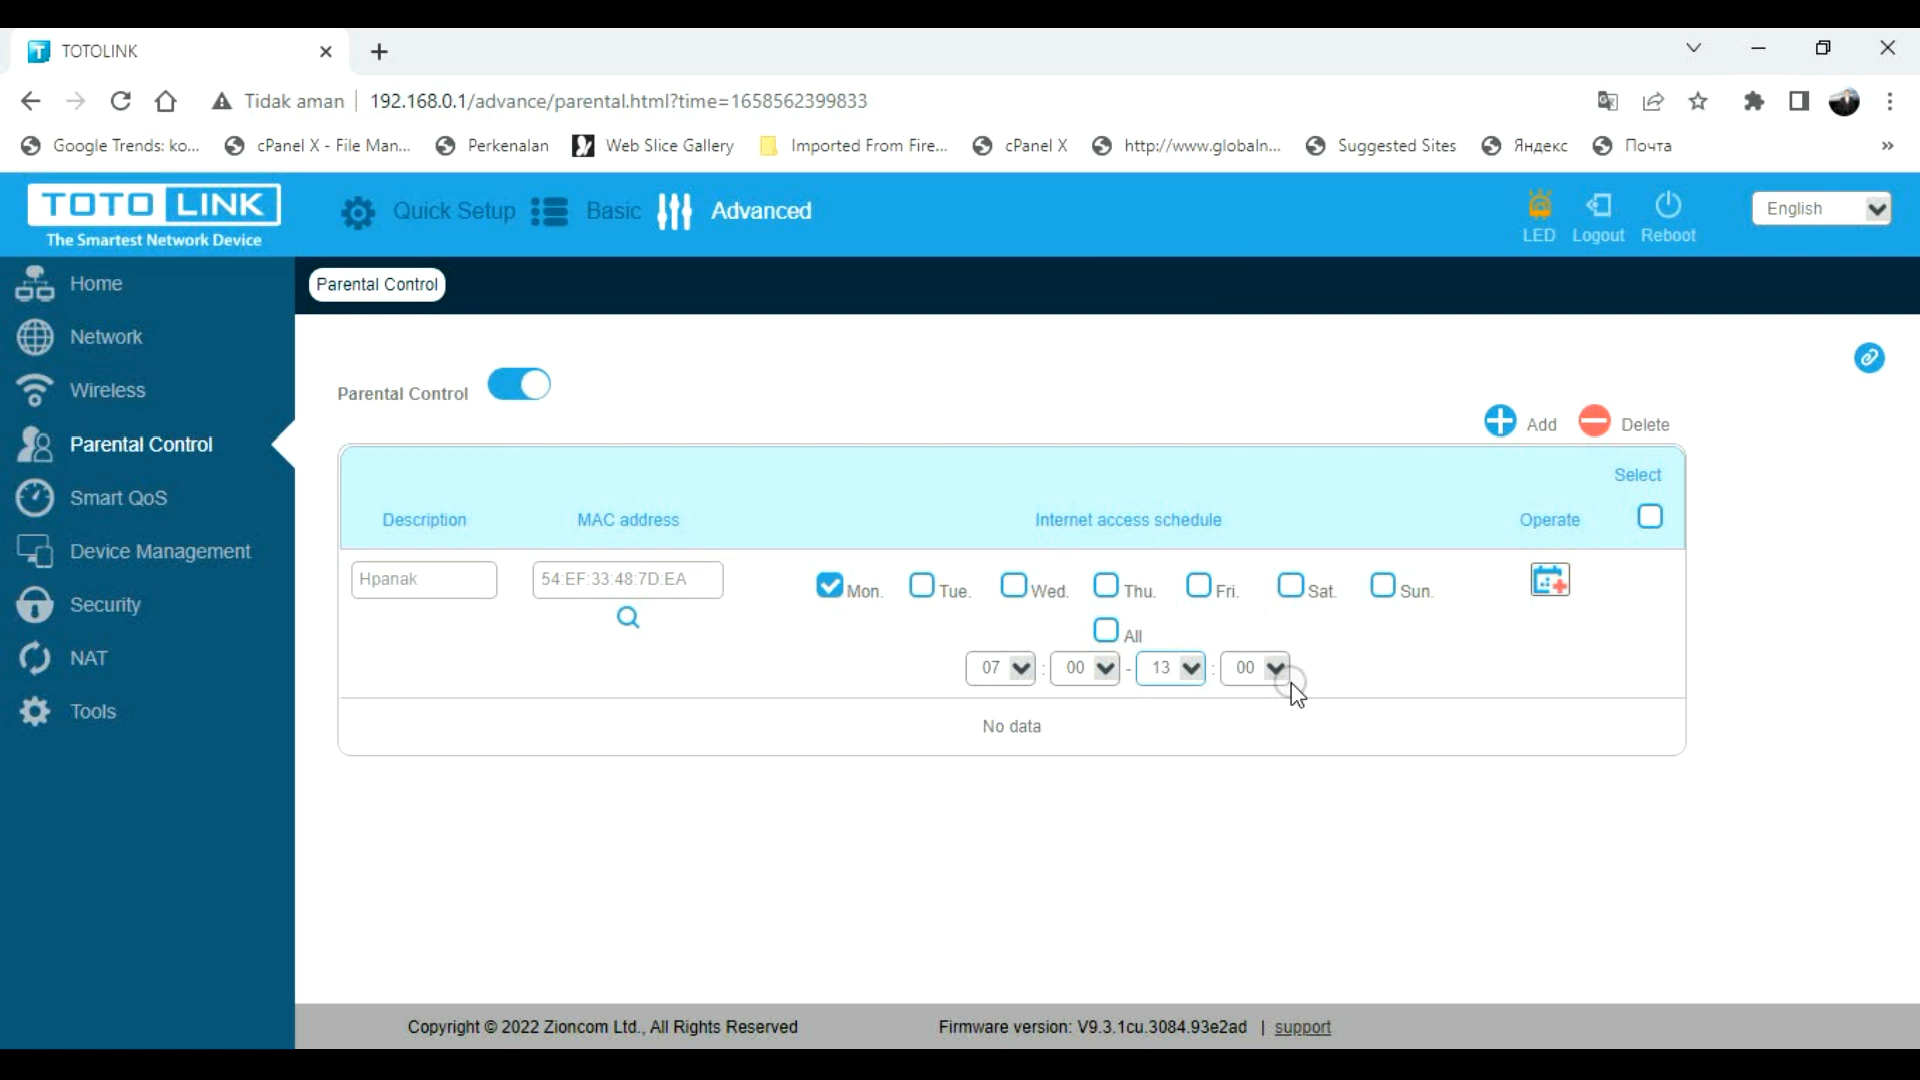 TOTOLINK
Tidak aman | 192.168.0.1/advance/parental.html?time=1658562399833
Google Trends: ko... cPanel X - File Man... Perkenalan Web Slice Gallery Imported From Fire... cPanel X http://www.globaln... Suggested Sites Яндекс Почта »
TOTO LINK
The Smartest Network Device
Quick Setup Basic Advanced
LED Logout Reboot
English
Home
Network
Wireless
Parental Control
Smart QoS
Device Management
Security
NAT
Tools
Parental Control
Parental Control
Add Delete
Select
Description MAC address Internet access schedule Operate
Hpanak 54:EF:33:48:7D:EA Mon. Tue. Wed. Thu. Fri. Sat. Sun.
All
07 : 00 - 13 : 00
No data
Copyright © 2022 Zioncom Ltd., All Rights Reserved Firmware version: V9.3.1cu.3084.93e2ad | support